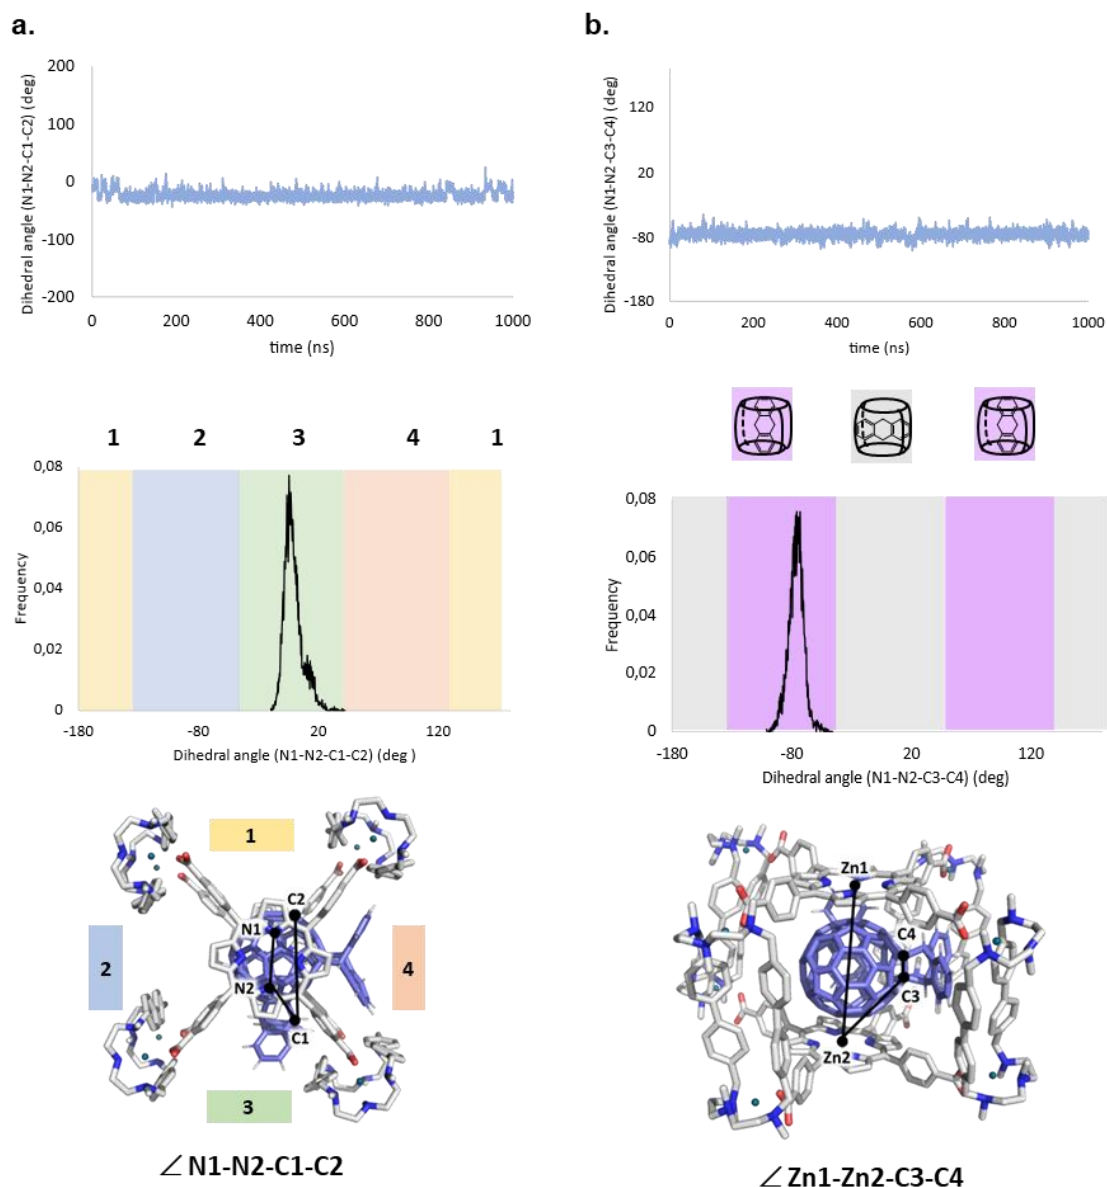 a.
200
100
0
-100
-200
Dihedral angle (N1-N2-C1-C2) (deg)
0 200 400 600 800 1000
time (ns)
1 2 3 4 1
0,08
0,06
0,04
0,02
0
Frequency
-180 -80 20 120
Dihedral angle (N1-N2-C1-C2) (deg )
1
2
3
4
C2
N1
N2
C1
∠ N1-N2-C1-C2
b.
120
20
-80
-180
Dihedral angle (N1-N2-C3-C4) (deg)
0 200 400 600 800 1000
time (ns)
0,08
0,06
0,04
0,02
0
Frequency
-180 -80 20 120
Dihedral angle (N1-N2-C3-C4) (deg)
Zn1
C4
C3
Zn2
∠ Zn1-Zn2-C3-C4